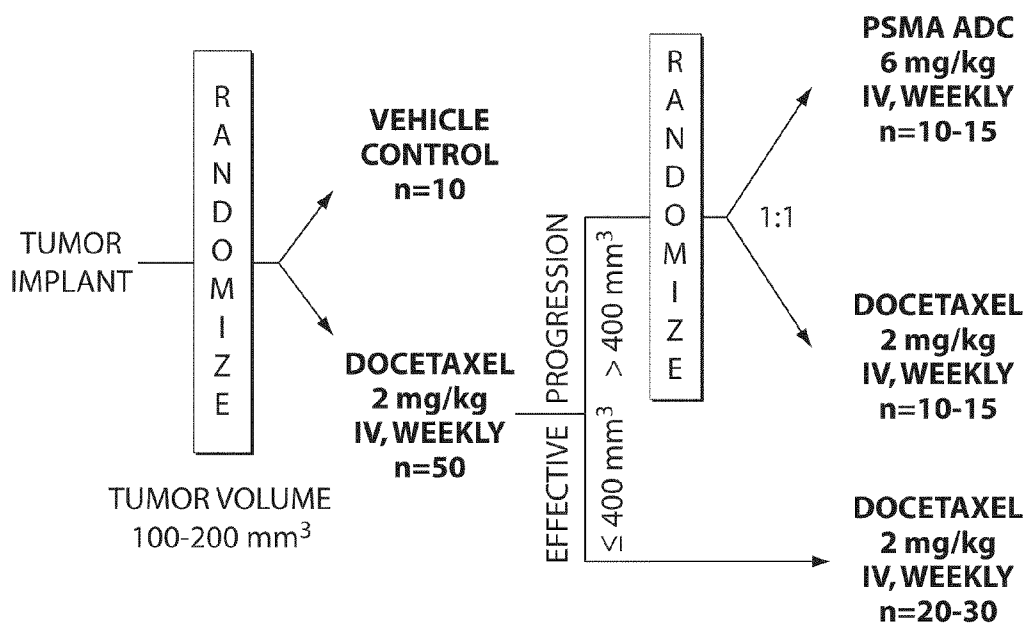 TUMOR
IMPLANT
RANDOMIZE
TUMOR VOLUME
100-200 mm³
VEHICLE
CONTROL
n=10
DOCETAXEL
2 mg/kg
IV, WEEKLY
n=50
PROGRESSION
> 400 mm³
EFFECTIVE
≤ 400 mm³
RANDOMIZE
1:1
PSMA ADC
6 mg/kg
IV, WEEKLY
n=10-15
DOCETAXEL
2 mg/kg
IV, WEEKLY
n=10-15
DOCETAXEL
2 mg/kg
IV, WEEKLY
n=20-30